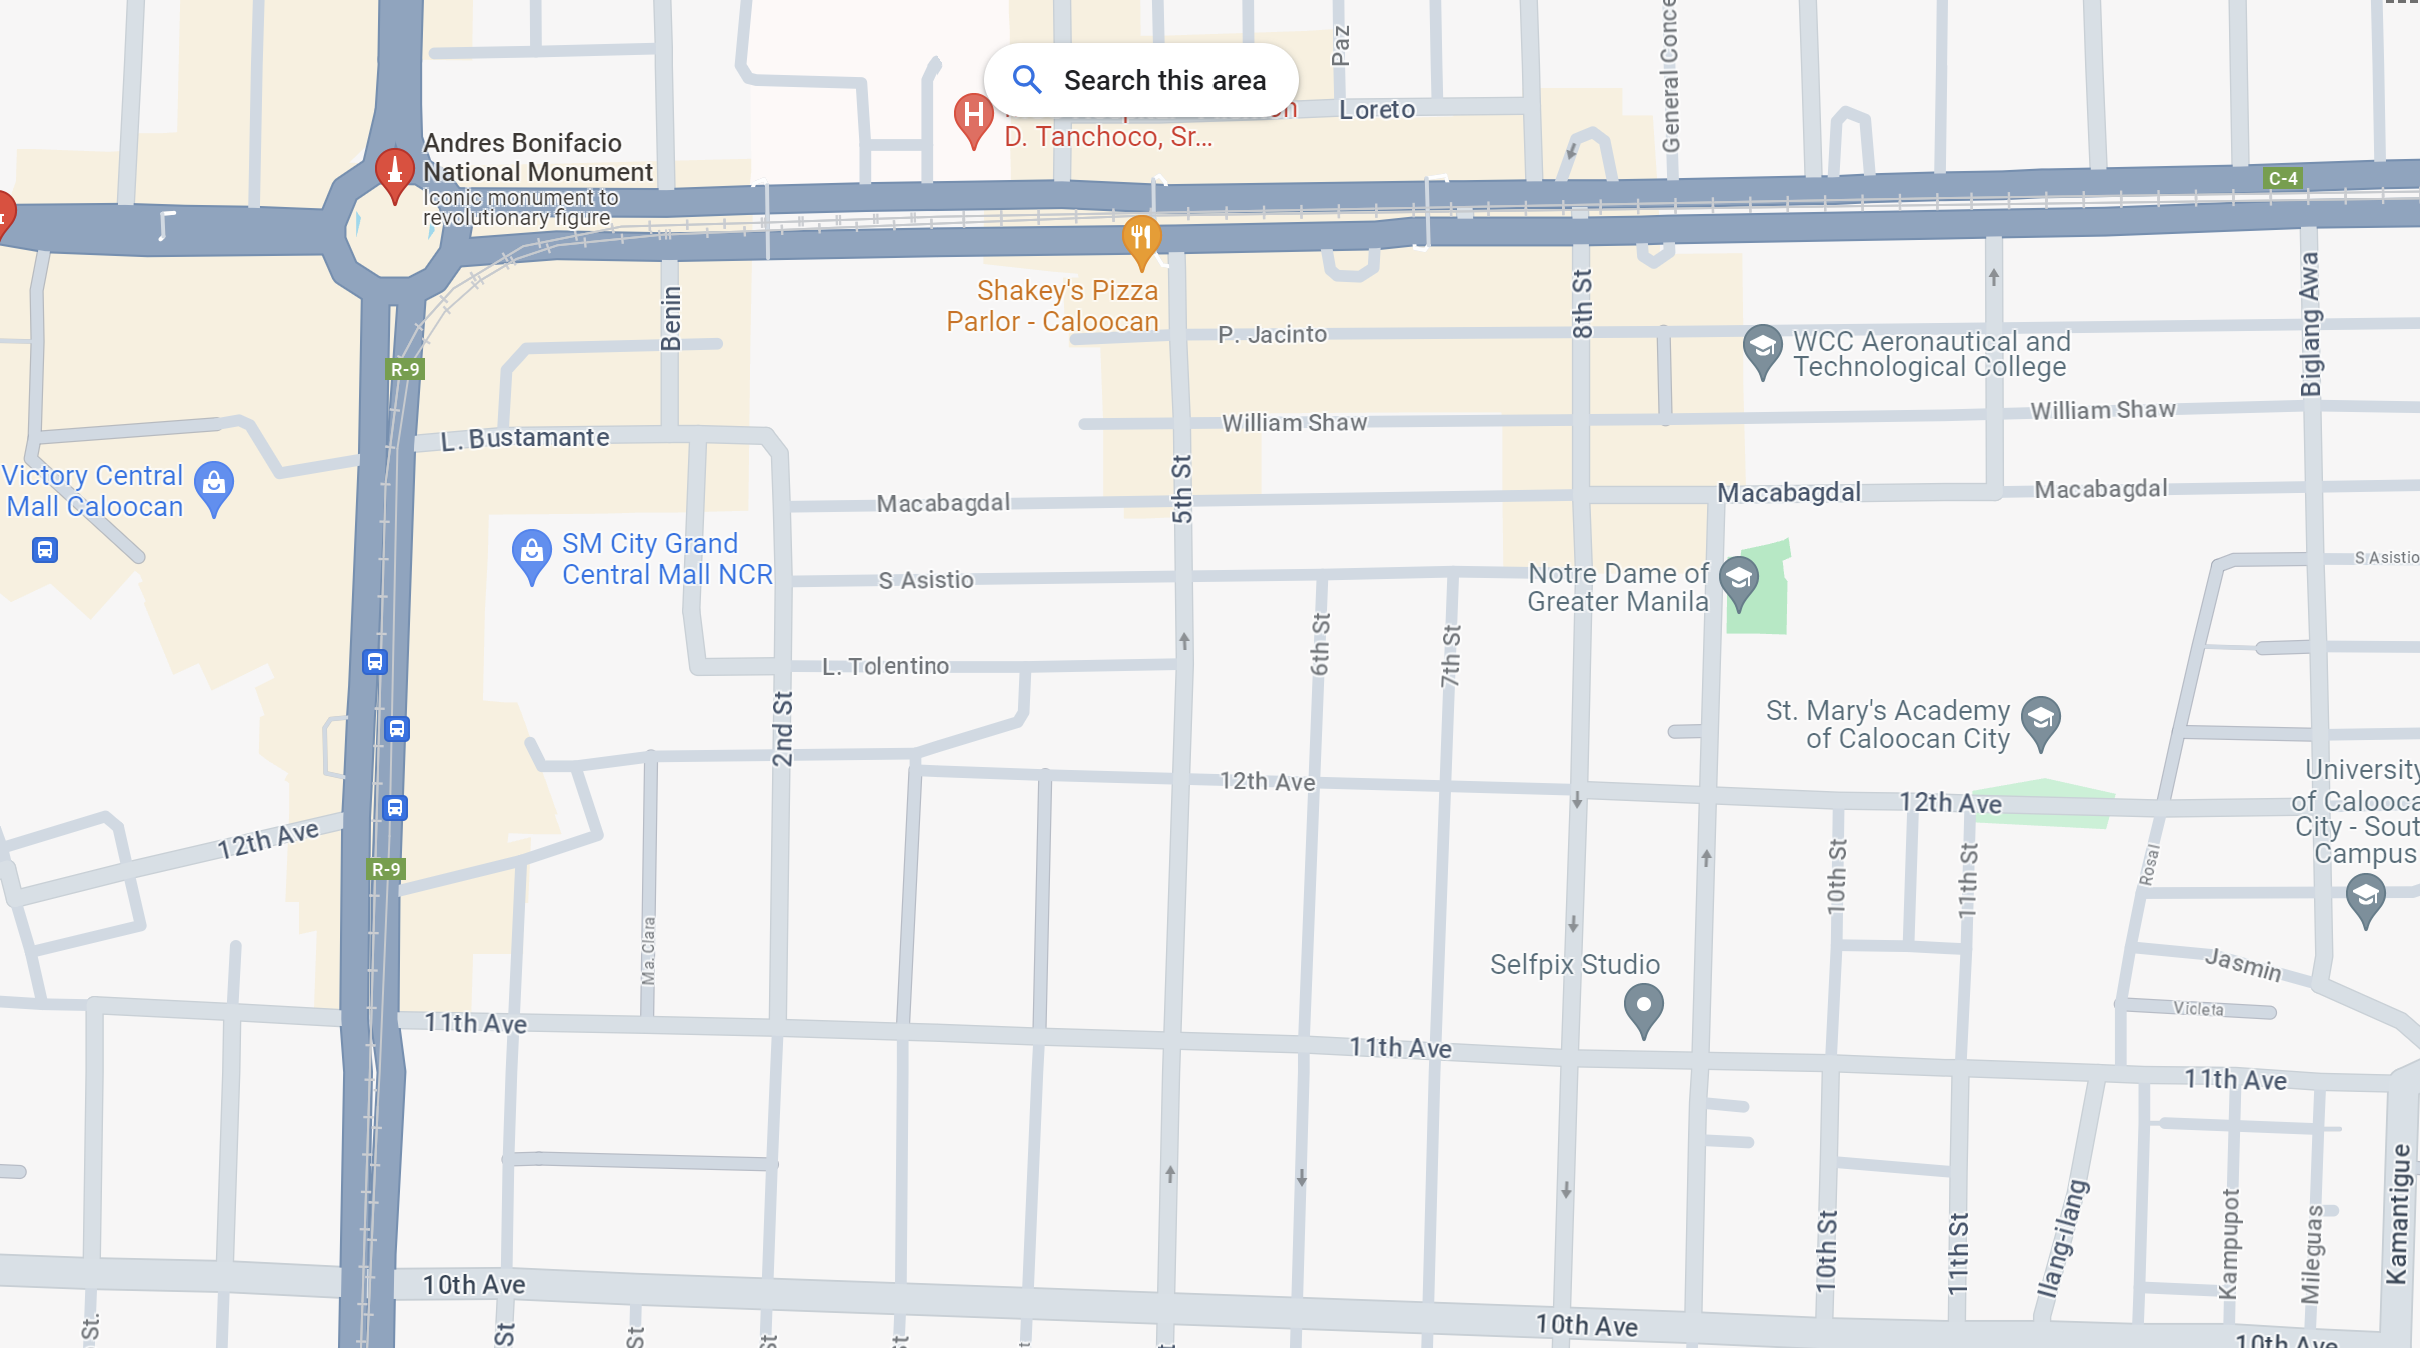 Paz
General Conce
Search this area
Loreto
D. Tanchoco, Sr...
Andres Bonifacio
National Monument
Iconic monument to
revolutionary figure
C-4
Shakey's Pizza
Parlor - Caloocan
Benin
8th St
Biglang Awa
P. Jacinto
WCC Aeronautical and
Technological College
R-9
William Shaw
William Shaw
L. Bustamante
Victory Central
Mall Caloocan
5th St
Macabagdal
Macabagdal
Macabagdal
SM City Grand
Central Mall NCR
S Asistio
S Asistio
Notre Dame of
Greater Manila
6th St
7th St
L. Tolentino
2nd St
St. Mary's Academy
of Caloocan City
12th Ave
12th Ave
12th Ave
University
of Calooca
City - Sout
Campus
R-9
10th St
11th St
Rosal
Ma. Clara
Selfpix Studio
Jasmin
Violeta
11th Ave
11th Ave
11th Ave
10th St
11th St
Ilang-ilang
Kampupot
Mileguas
Kamantigue
10th Ave
10th Ave
10th Ave
St.
St
St
St
St